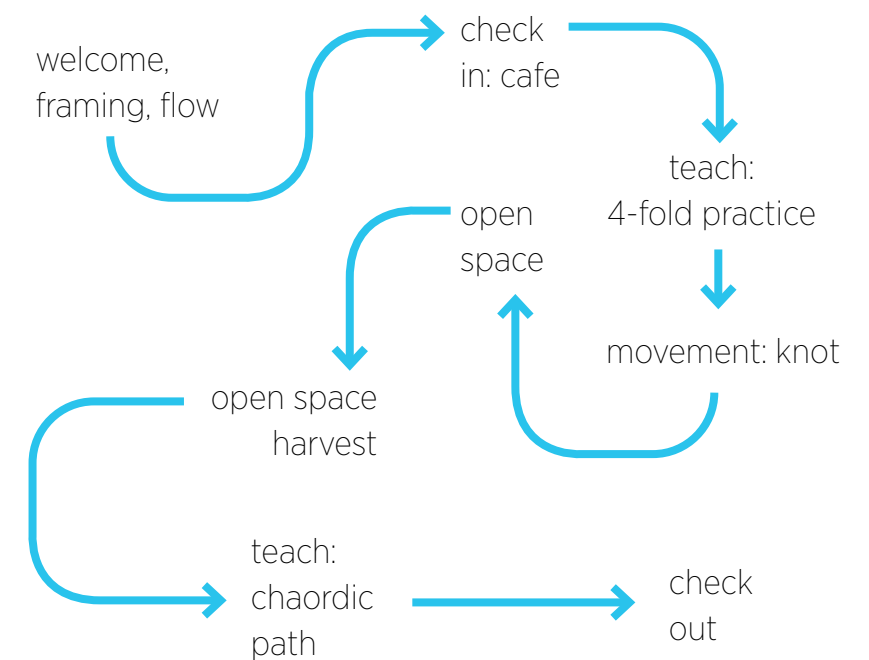 welcome,
framing, flow
check
in: cafe
teach:
4-fold practice
movement: knot
open
space
open space
harvest
teach:
chaordic
path
check
out